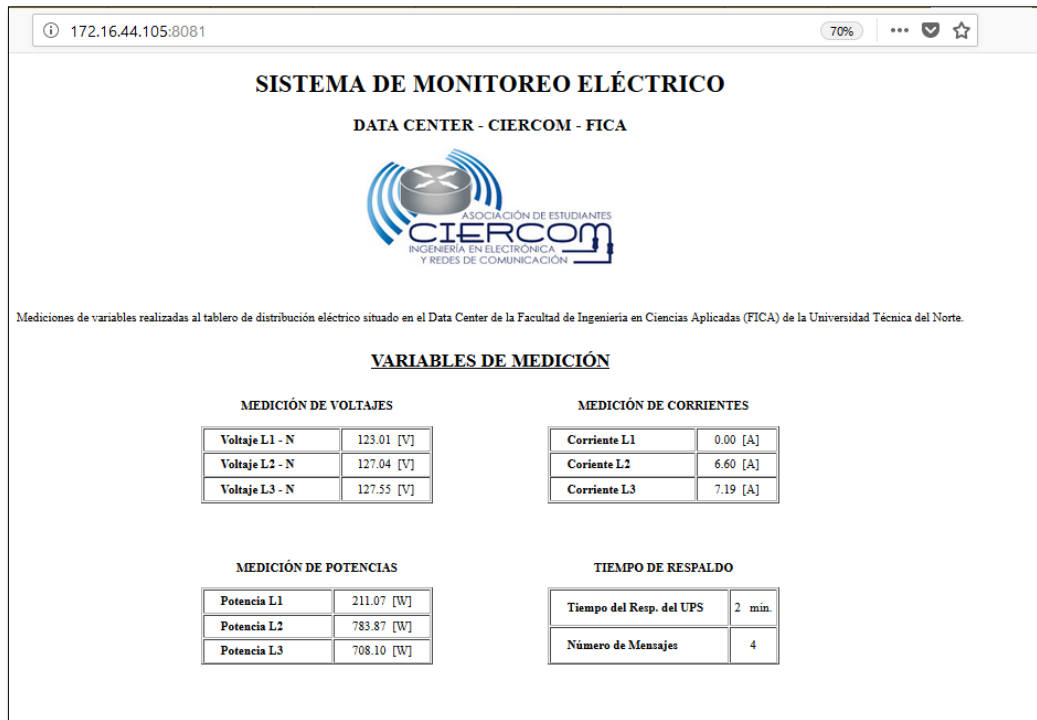 172.16.44.105:8081
70%
SISTEMA DE MONITOREO ELÉCTRICO
DATA CENTER - CIERCOM - FICA
ASOCIACIÓN DE ESTUDIANTES
CIERCOM
INGENIERÍA EN ELECTRÓNICA
Y REDES DE COMUNICACIÓN
Mediciones de variables realizadas al tablero de distribución eléctrico situado en el Data Center de la Facultad de Ingenieria en Ciencias Aplicadas (FICA) de la Universidad Técnica del Norte.
VARIABLES DE MEDICIÓN
MEDICIÓN DE VOLTAJES
Voltaje L1 - N 123.01 [V]
Voltaje L2 - N 127.04 [V]
Voltaje L3 - N 127.55 [V]
MEDICIÓN DE CORRIENTES
Corriente L1 0.00 [A]
Coriente L2 6.60 [A]
Corriente L3 7.19 [A]
MEDICIÓN DE POTENCIAS
Potencia L1 211.07 [W]
Potencia L2 783.87 [W]
Potencia L3 708.10 [W]
TIEMPO DE RESPALDO
Tiempo del Resp. del UPS 2 min.
Número de Mensajes 4